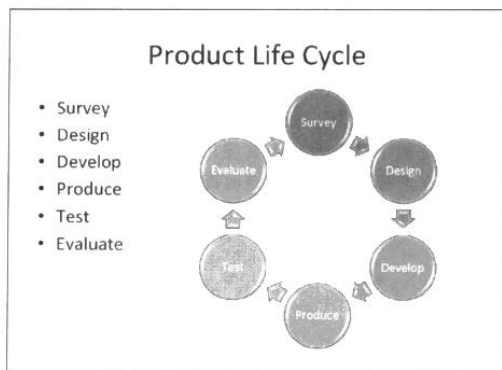 Product Life Cycle
• Survey
• Design
• Develop
• Produce
• Test
• Evaluate
Survey
Design
Develop
Produce
Test
Evaluate